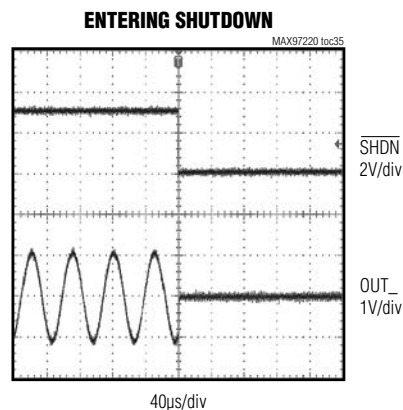 ENTERING SHUTDOWN
MAX97220 toc35
SHDN
2V/div
OUT_
1V/div
40µs/div